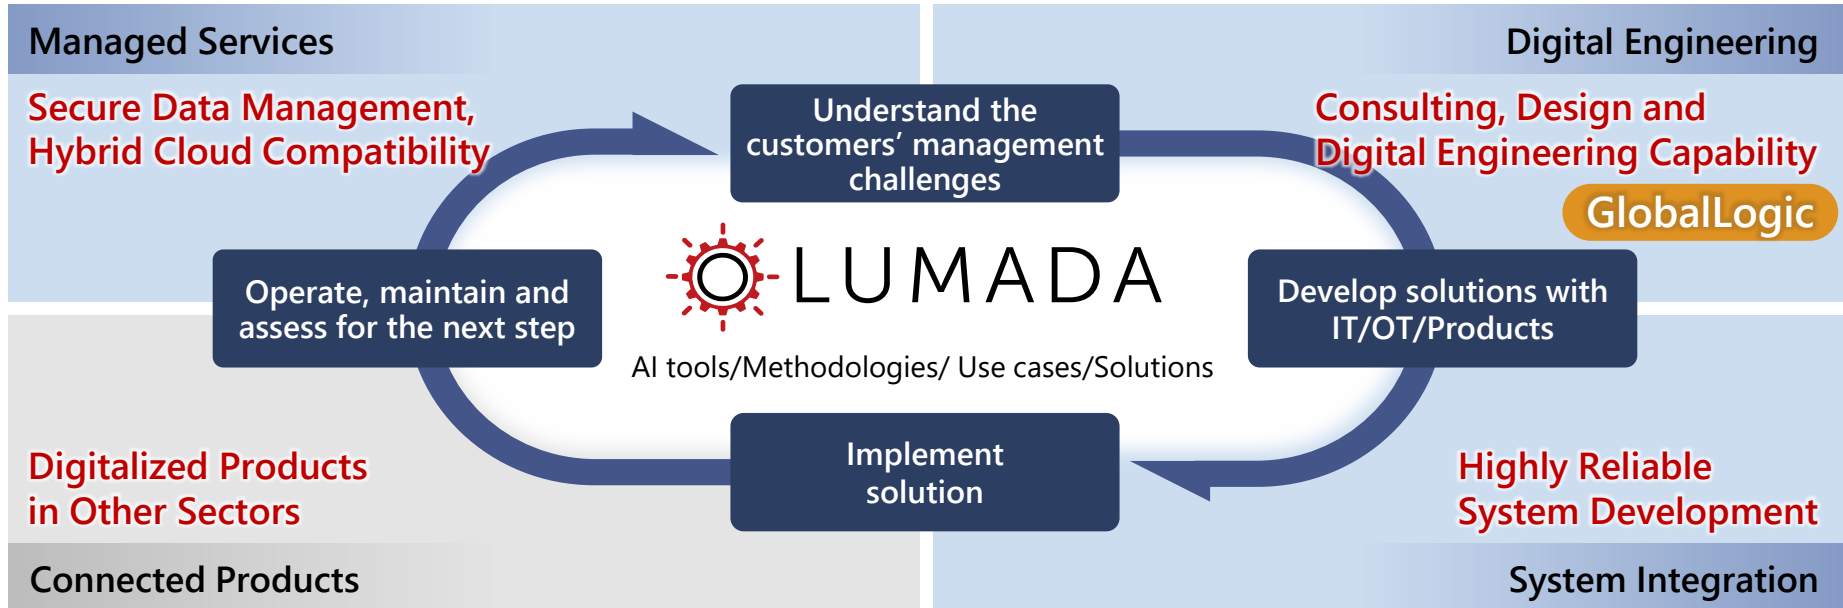 Managed Services
Digital Engineering
Secure Data Management,
Hybrid Cloud Compatibility
Understand the
customers’ management
challenges
Consulting, Design and
Digital Engineering Capability
GlobalLogic
Operate, maintain and
assess for the next step
LUMADA
AI tools/Methodologies/ Use cases/Solutions
Develop solutions with
IT/OT/Products
Digitalized Products
in Other Sectors
Implement
solution
Highly Reliable
System Development
Connected Products
System Integration